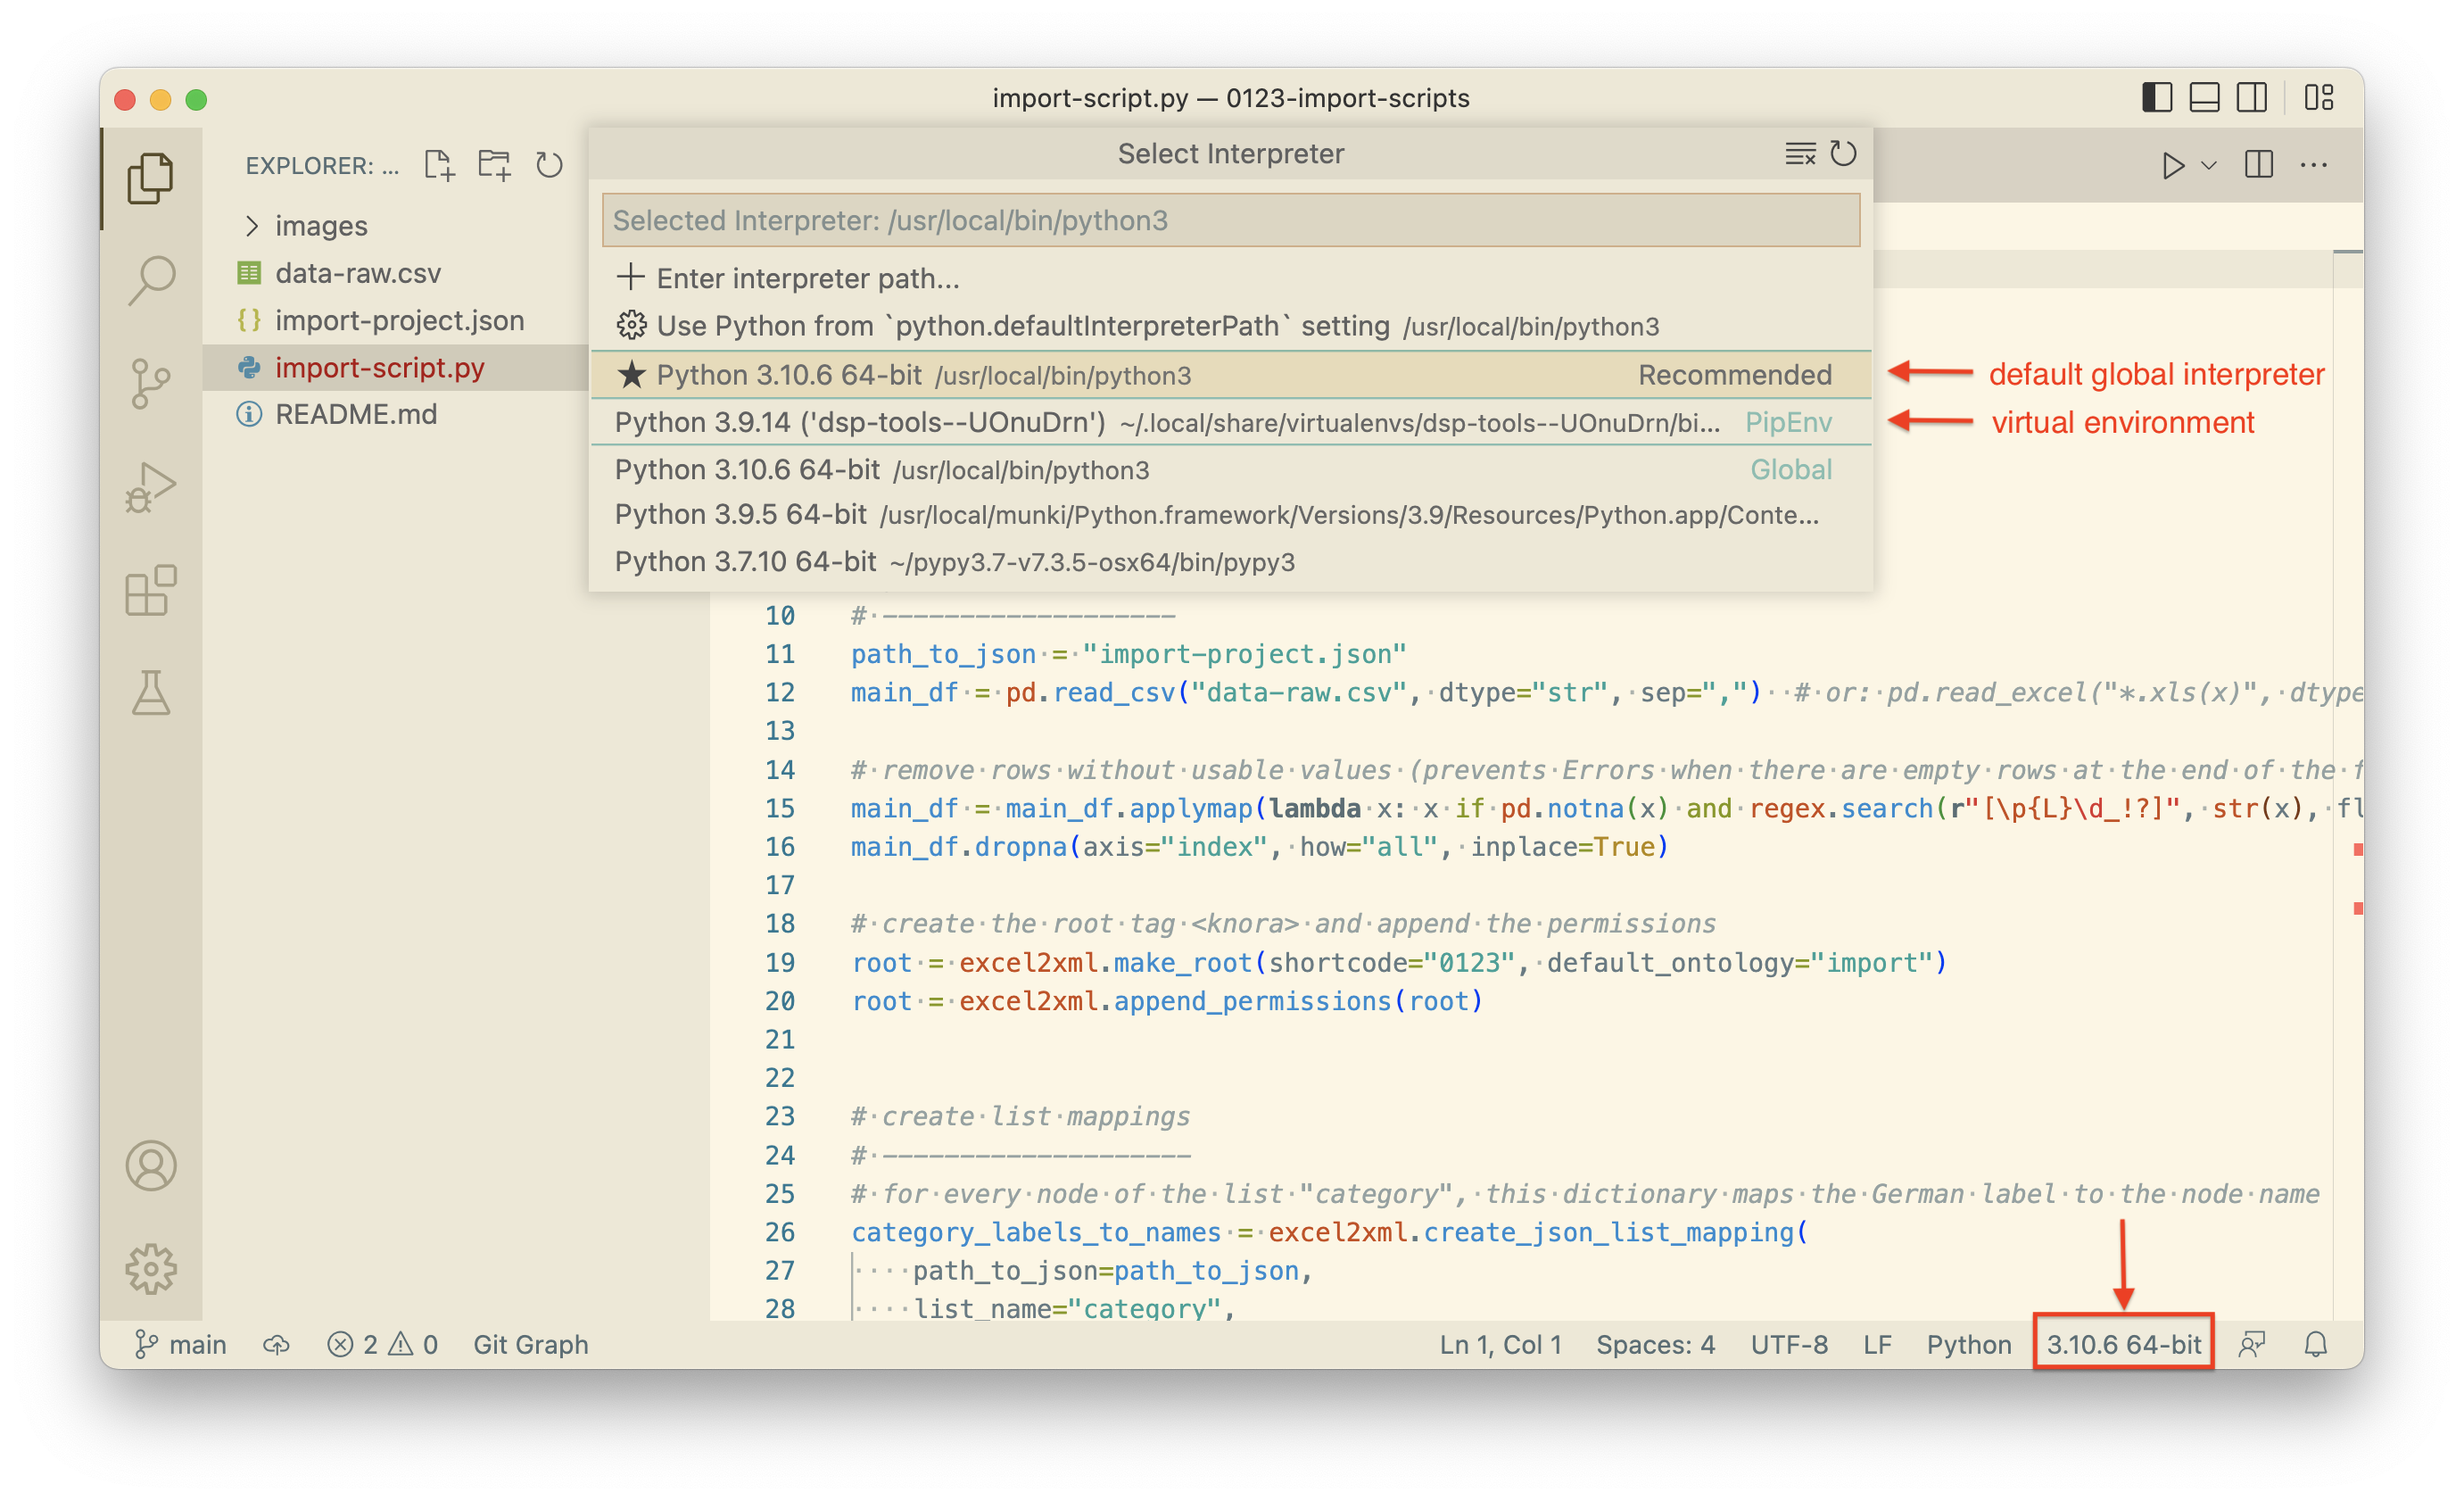 import-script.py — 0123-import-scripts
EXPLORER: ...
images
data-raw.csv
import-project.json
import-script.py
README.md
Select Interpreter
Selected Interpreter: /usr/local/bin/python3
Enter interpreter path...
Use Python from `python.defaultInterpreterPath` setting /usr/local/bin/python3
★ Python 3.10.6 64-bit /usr/local/bin/python3 Recommended
default global interpreter
Python 3.9.14 ('dsp-tools--UOnuDrn') ~/.local/share/virtualenvs/dsp-tools--UOnuDrn/bi... PipEnv
virtual environment
Python 3.10.6 64-bit /usr/local/bin/python3 Global
Python 3.9.5 64-bit /usr/local/munki/Python.framework/Versions/3.9/Resources/Python.app/Conte...
Python 3.7.10 64-bit ~/pypy3.7-v7.3.5-osx64/bin/pypy3
10 # -------------------
11 path_to_json = "import-project.json"
12 main_df = pd.read_csv("data-raw.csv", dtype="str", sep=",")  # or: pd.read_excel("*.xls(x)", dtype
13
14 # remove rows without usable values (prevents Errors when there are empty rows at the end of the f
15 main_df = main_df.applymap(lambda x: x if pd.notna(x) and regex.search(r"[\p{L}\d_!?]", str(x), fl
16 main_df.dropna(axis="index", how="all", inplace=True)
17
18 # create the root tag <knora> and append the permissions
19 root = excel2xml.make_root(shortcode="0123", default_ontology="import")
20 root = excel2xml.append_permissions(root)
21
22
23 # create list mappings
24 # --------------------
25 # for every node of the list "category", this dictionary maps the German label to the node name
26 category_labels_to_names = excel2xml.create_json_list_mapping(
27     path_to_json=path_to_json,
28     list_name="category",
main 2 0 Git Graph Ln 1, Col 1 Spaces: 4 UTF-8 LF Python 3.10.6 64-bit